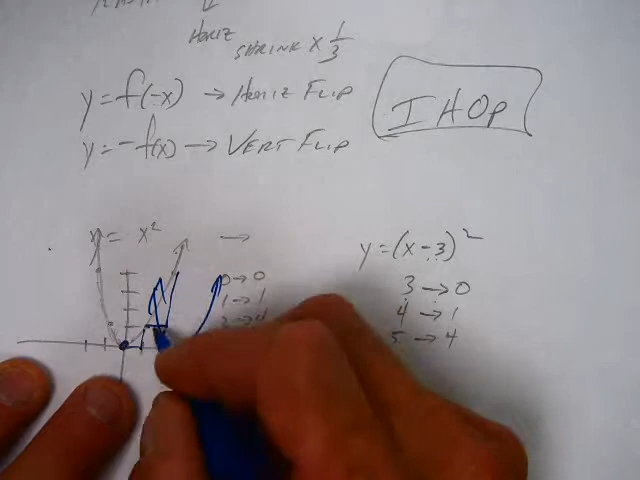 HORIZ
SHRINK × 1/3
y = f(-x) → HORIZ FLIP
y = -f(x) → VERT FLIP
IHOP
y = x² →
0 → 0
1 → 1
y = (x - 3)²
3 → 0
4 → 1
5 → 4